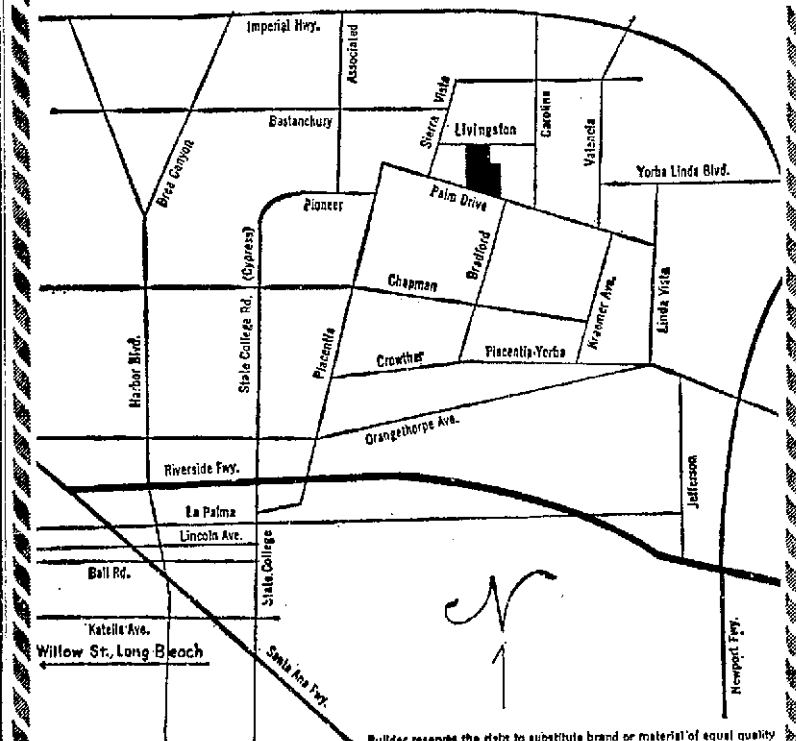 Imperial Hwy.
Associated
Bastanchury
Brea Canyon
Sierra Vista
Livingston
Carolina
Valencia
Yorba Linda Blvd.
Pioneer
Palm Drive
(Cypress)
State College Rd.
Bradford
Chapman
Kraemer Ave.
Linda Vista
Harbor Blvd.
Placentia
Crowther
Placentia-Yorba
Orangethorpe Ave.
Riverside Fwy.
Jefferson
La Palma
Lincoln Ave.
State College
Ball Rd.
Katella Ave.
Willow St., Long Beach
Santa Ana Fwy.
Newport Fwy.
N
Builder reserves the right to substitute brand or material of equal quality